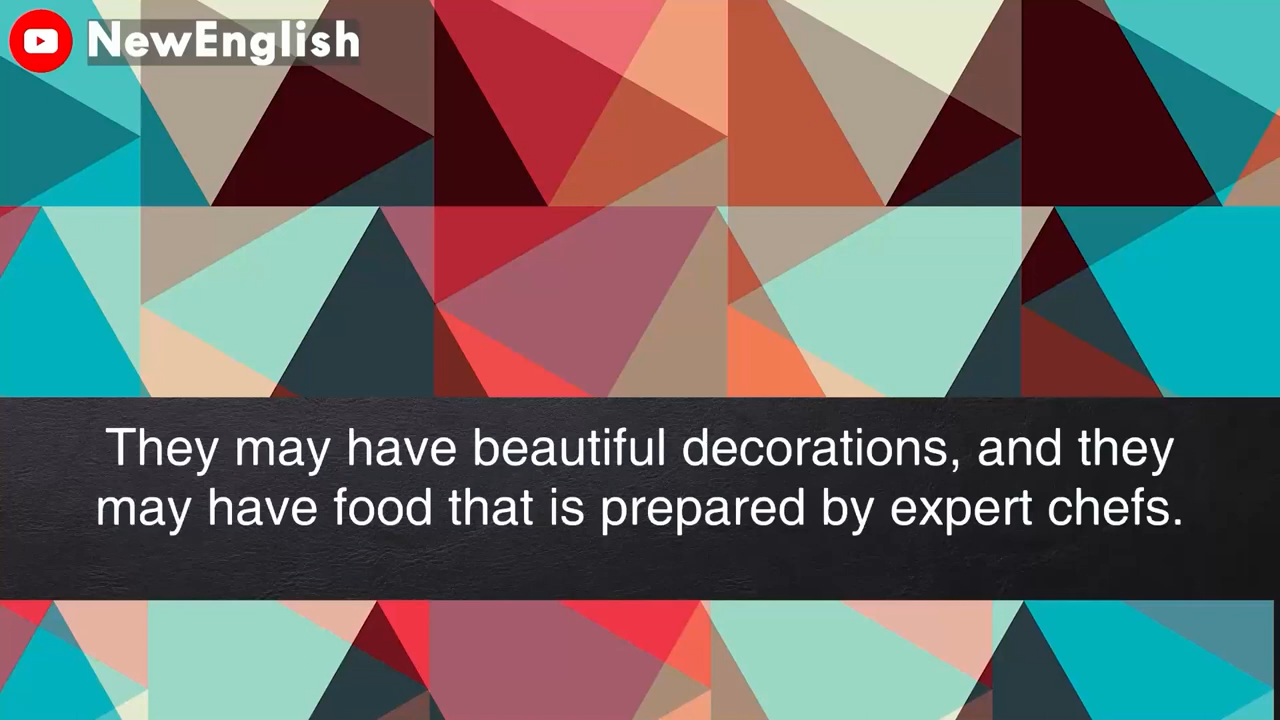 NewEnglish
They may have beautiful decorations, and they
may have food that is prepared by expert chefs.